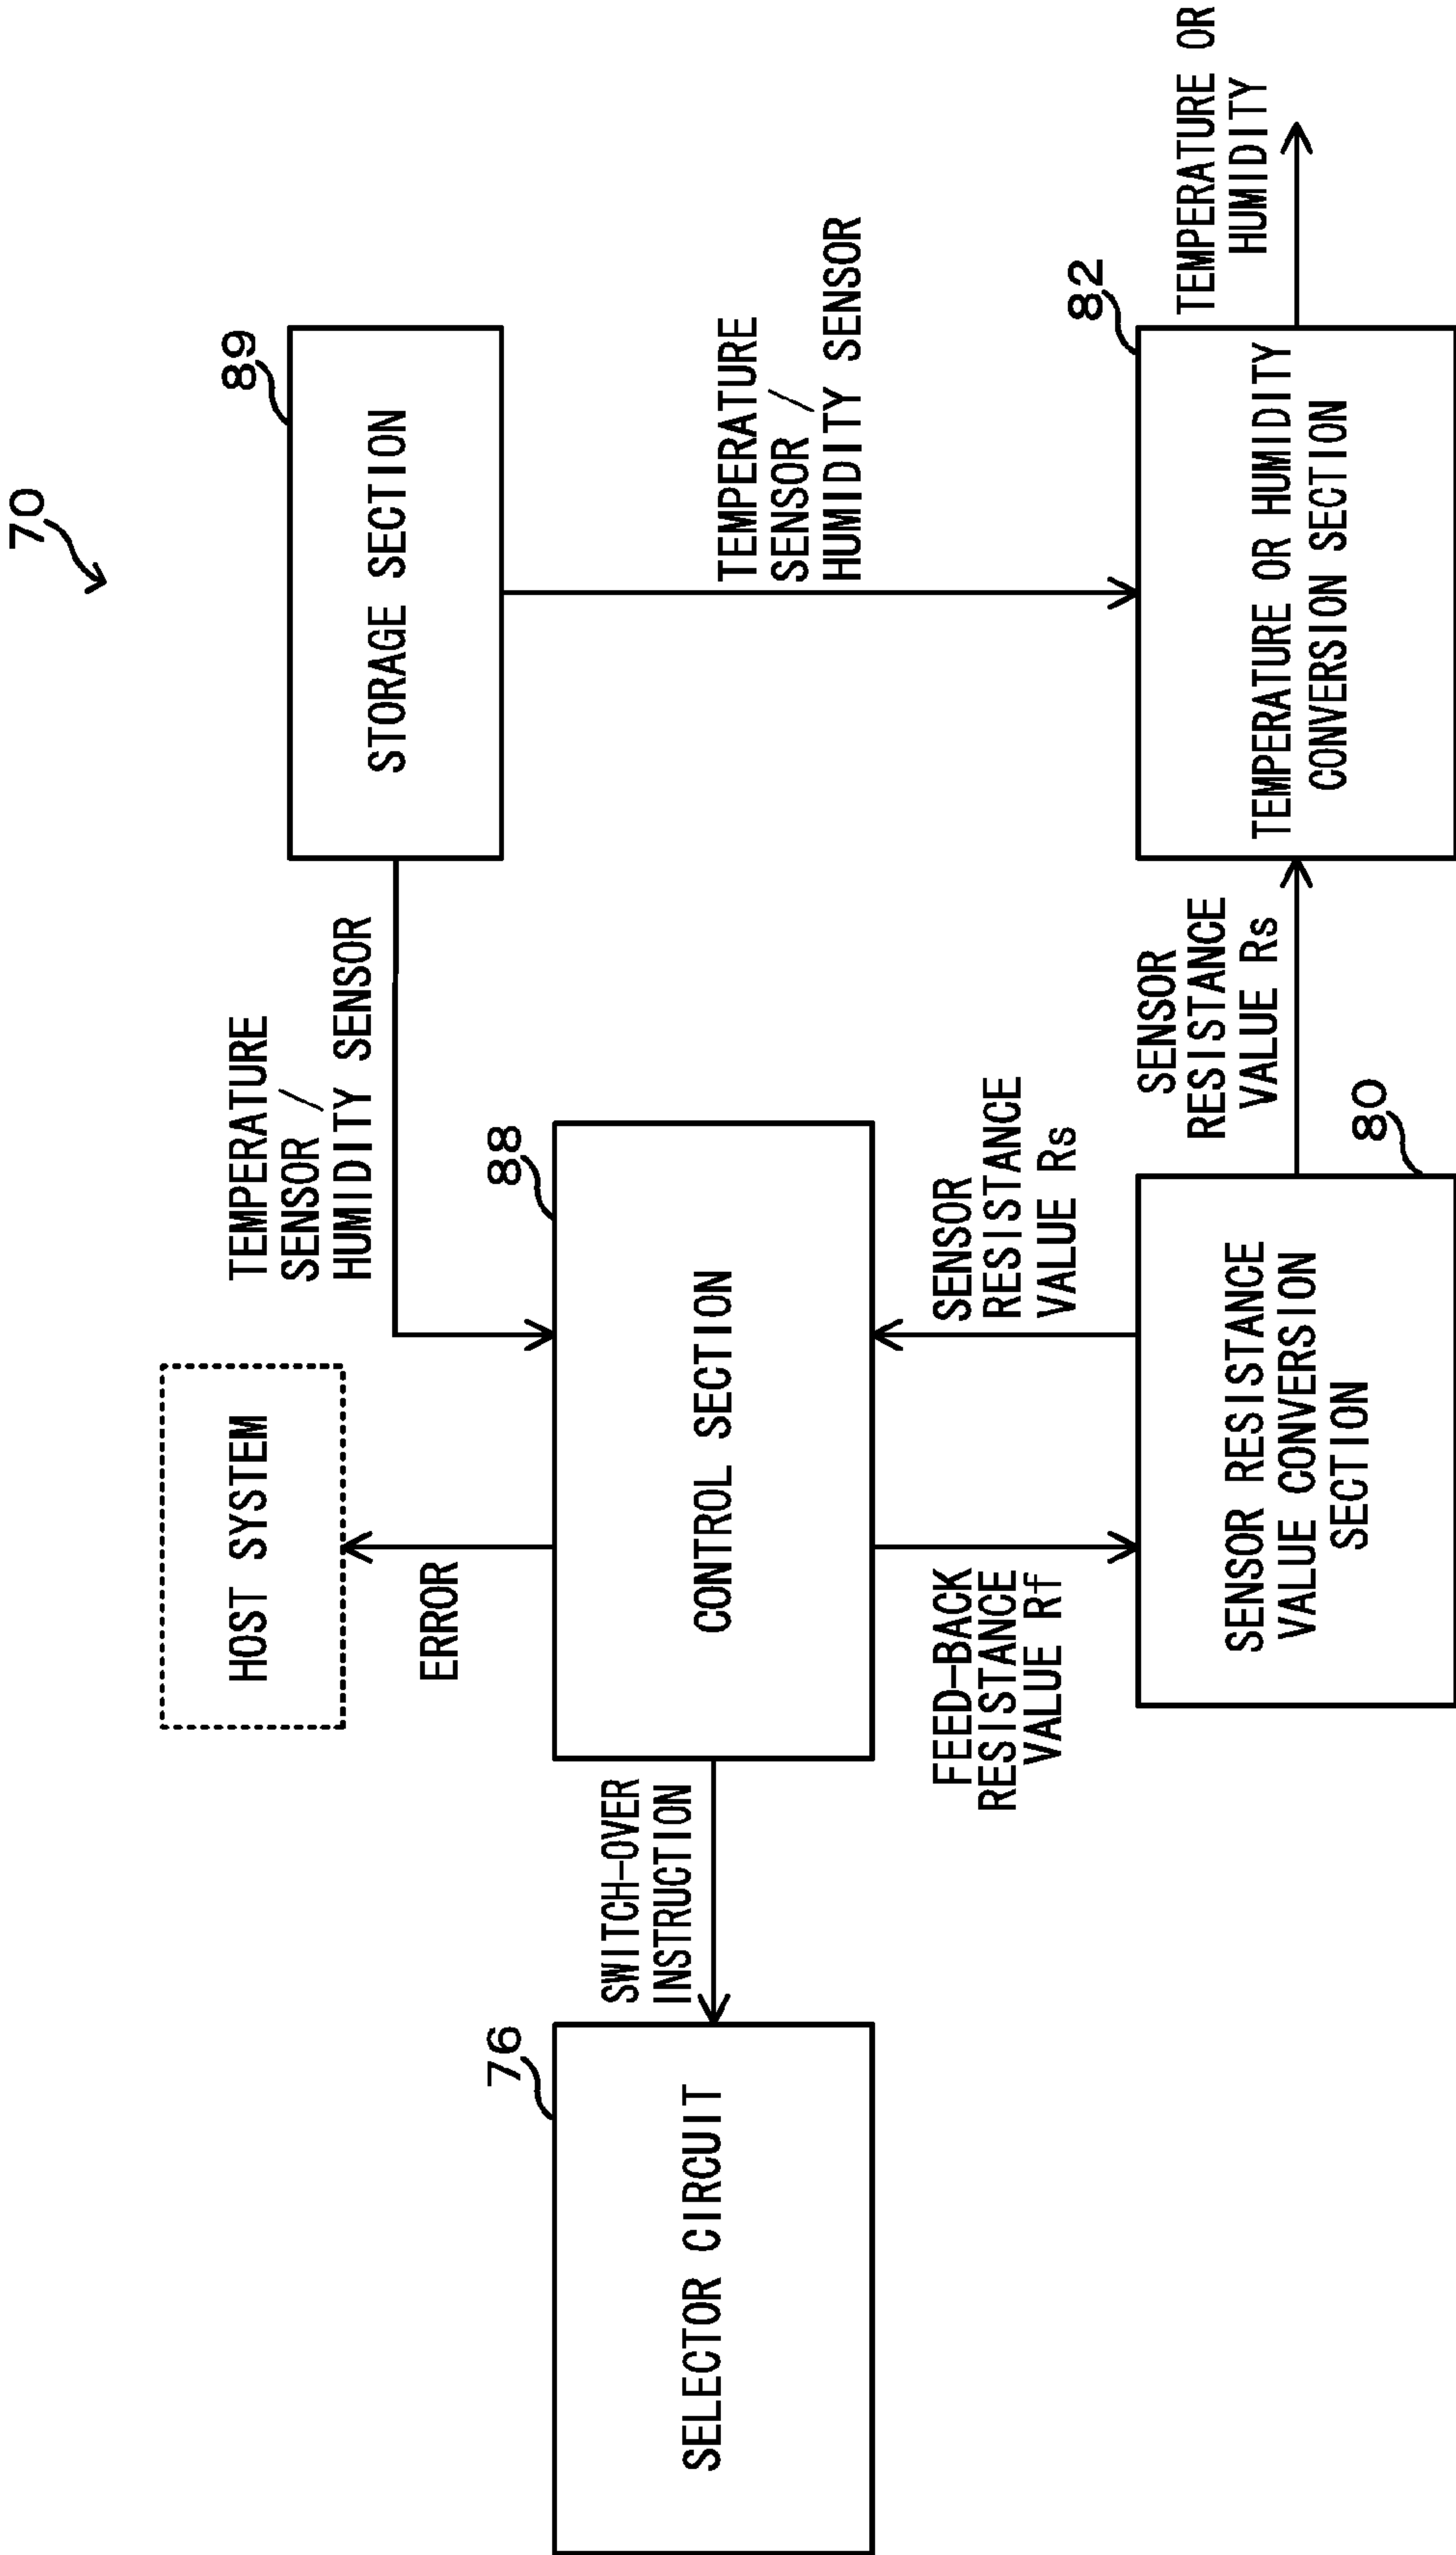 70
HOST SYSTEM
TEMPERATURE
SENSOR /
HUMIDITY SENSOR
89
STORAGE SECTION
ERROR
SWITCH-OVER
INSTRUCTION
76
SELECTOR CIRCUIT
88
CONTROL SECTION
TEMPERATURE
SENSOR /
HUMIDITY SENSOR
FEED-BACK
RESISTANCE
VALUE Rf
SENSOR
RESISTANCE
VALUE Rs
SENSOR RESISTANCE
VALUE CONVERSION
SECTION
80
SENSOR
RESISTANCE
VALUE Rs
82
TEMPERATURE OR HUMIDITY
CONVERSION SECTION
TEMPERATURE OR
HUMIDITY